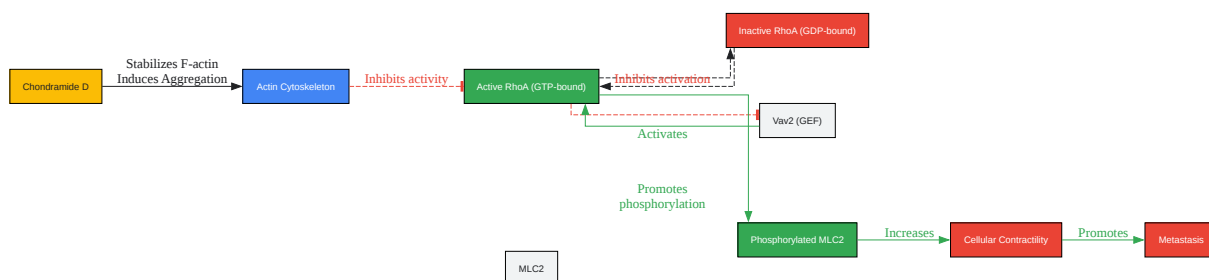 Inactive RhoA (GDP-bound)
Stabilizes F-actin
Induces Aggregation
Chondramide D
Actin Cytoskeleton
Inhibits activity
Active RhoA (GTP-bound)
Inhibits activation
Vav2 (GEF)
Activates
Promotes
phosphorylation
Phosphorylated MLC2
Increases
Cellular Contractility
Promotes
Metastasis
MLC2